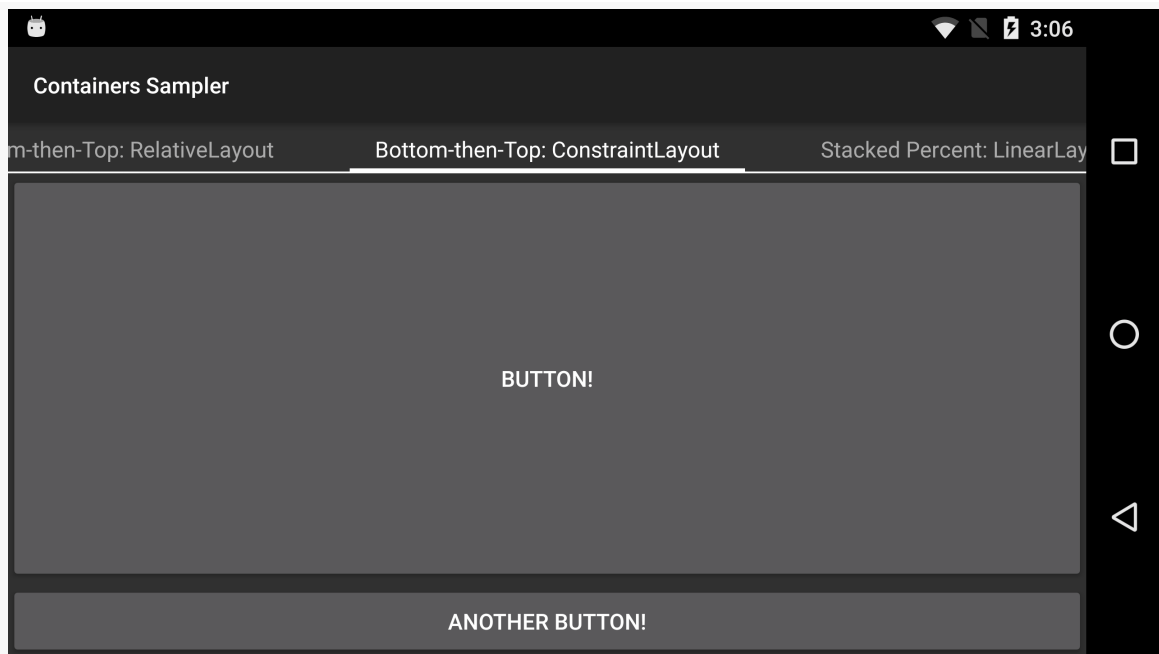 3:06
Containers Sampler
m-then-Top: RelativeLayout
Bottom-then-Top: ConstraintLayout
Stacked Percent: LinearLay
BUTTON!
ANOTHER BUTTON!